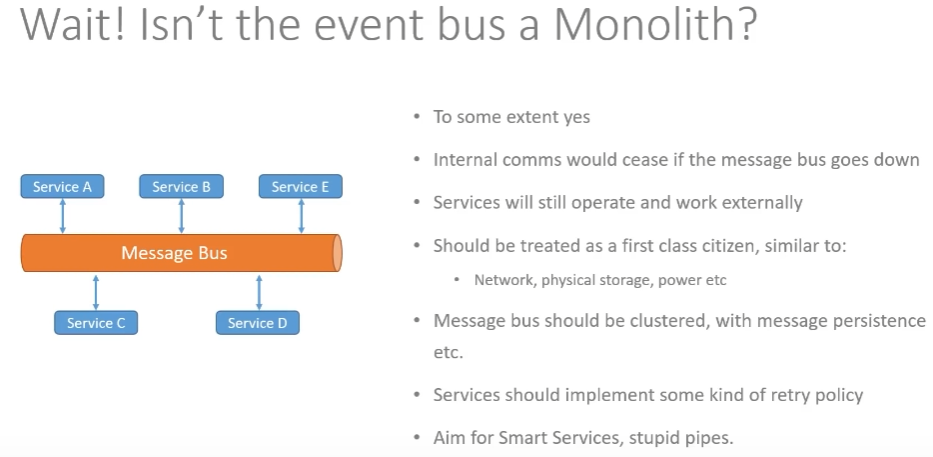 Wait! Isn't the event bus a Monolith?
Service A
Service B
Service E
Message Bus
Service C
Service D
• To some extent yes
• Internal comms would cease if the message bus goes down
• Services will still operate and work externally
• Should be treated as a first class citizen, similar to:
• Network, physical storage, power etc
• Message bus should be clustered, with message persistence
etc.
• Services should implement some kind of retry policy
• Aim for Smart Services, stupid pipes.